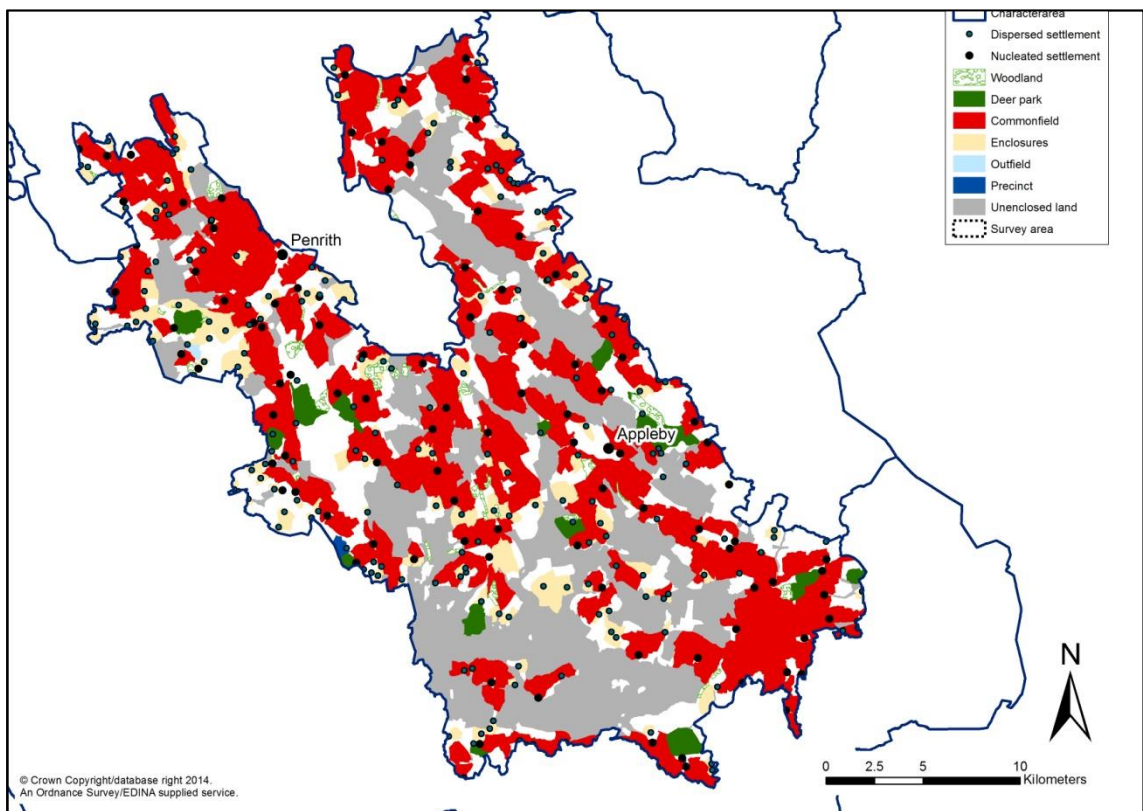 Characterarea
Dispersed settlement
Nucleated settlement
Woodland
Deer park
Commonfield
Enclosures
Outfield
Precinct
Unenclosed land
Survey area
Penrith
Appleby
N
0 2.5 5 10
Kilometers
© Crown Copyright/database right 2014.
An Ordnance Survey/EDINA supplied service.